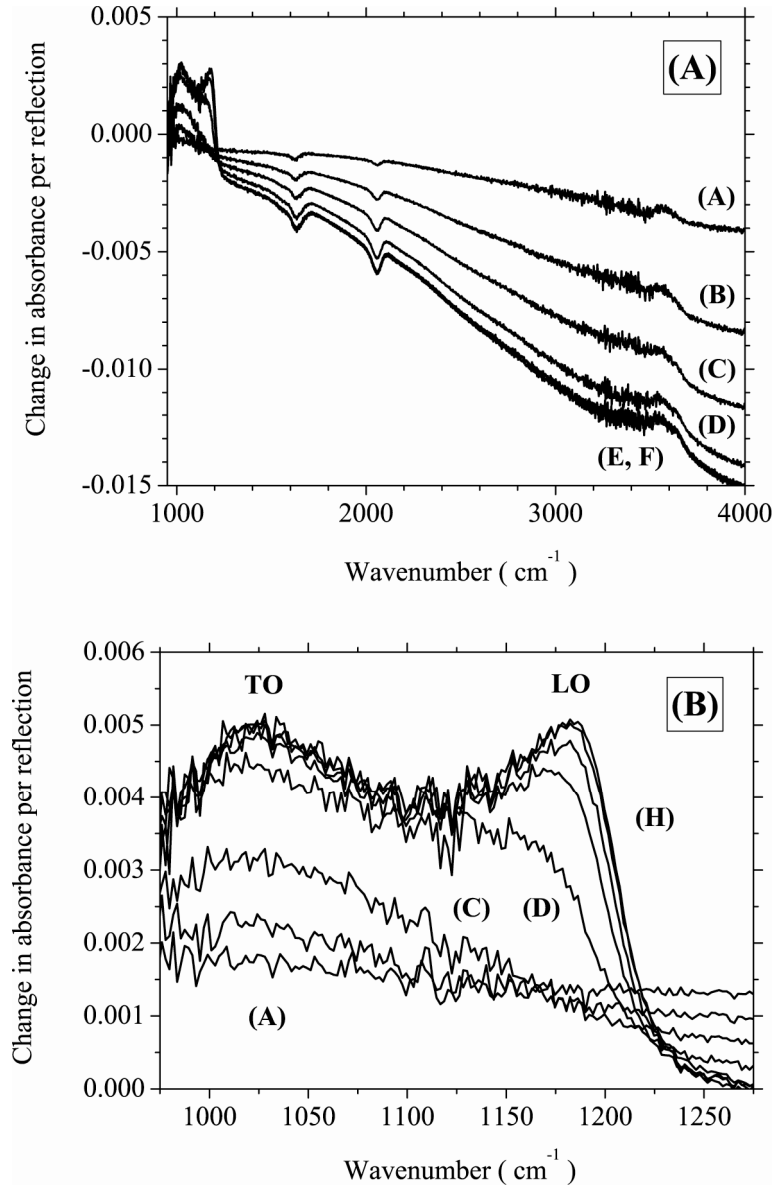 0.005
0.000
-0.005
-0.010
-0.015
Change in absorbance per reflection
(A)
(A)
(B)
(C)
(D)
(E, F)
1000 2000 3000 4000
Wavenumber ( cm-1 )
0.006
0.005
0.004
0.003
0.002
0.001
0.000
Change in absorbance per reflection
TO
LO
(B)
(H)
(C)
(D)
(A)
1000 1050 1100 1150 1200 1250
Wavenumber ( cm-1 )